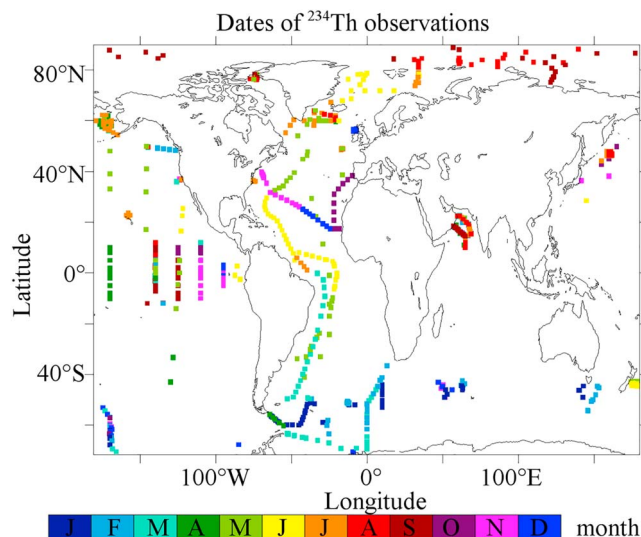 Dates of ²³⁴Th observations
80°N
40°N
0°
40°S
Latitude
100°W 0° 100°E
Longitude
J F M A M J J A S O N D month